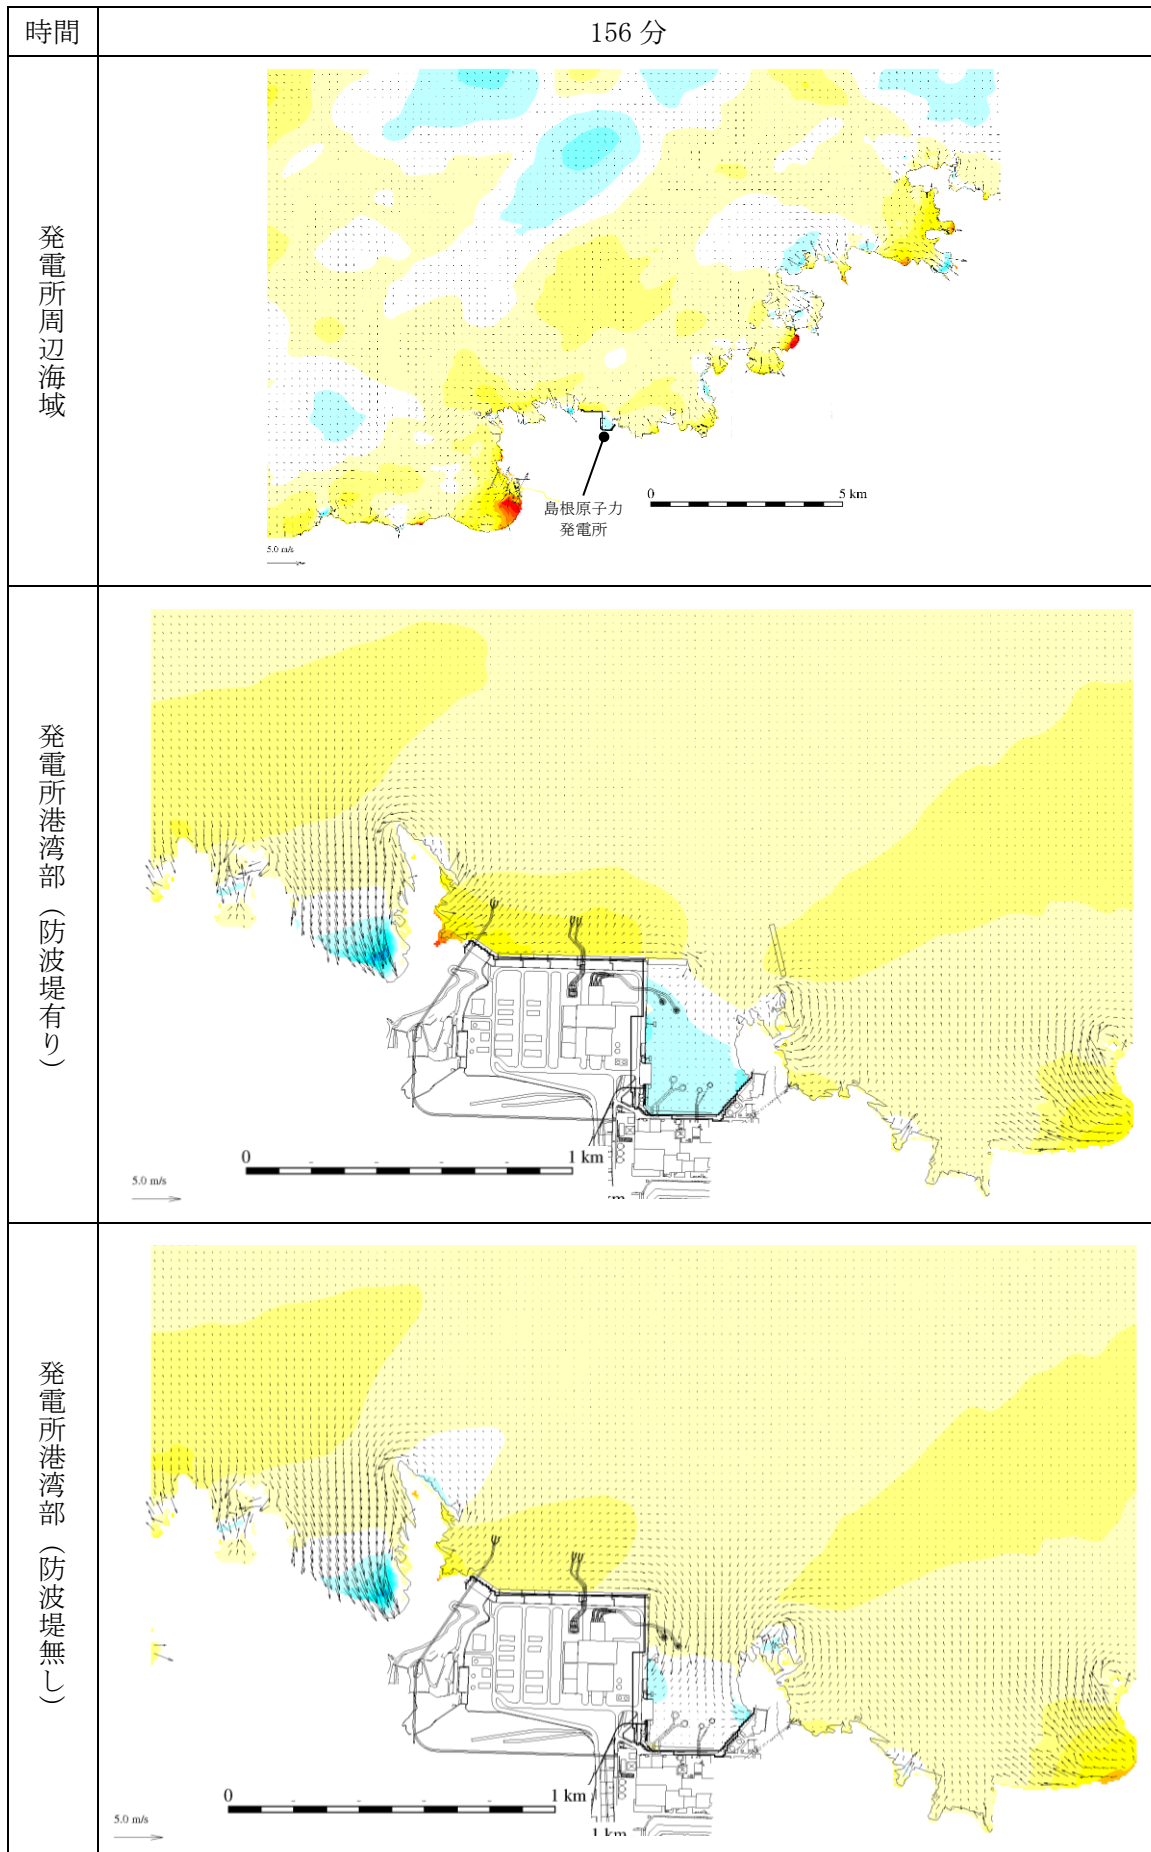 時間
156 分
発電所周辺海域
島根原子力
発電所
0
5 km
5.0 m/s
発電所港湾部（防波堤有り）
0
1 km
5.0 m/s
発電所港湾部（防波堤無し）
0
1 km
5.0 m/s
1 km